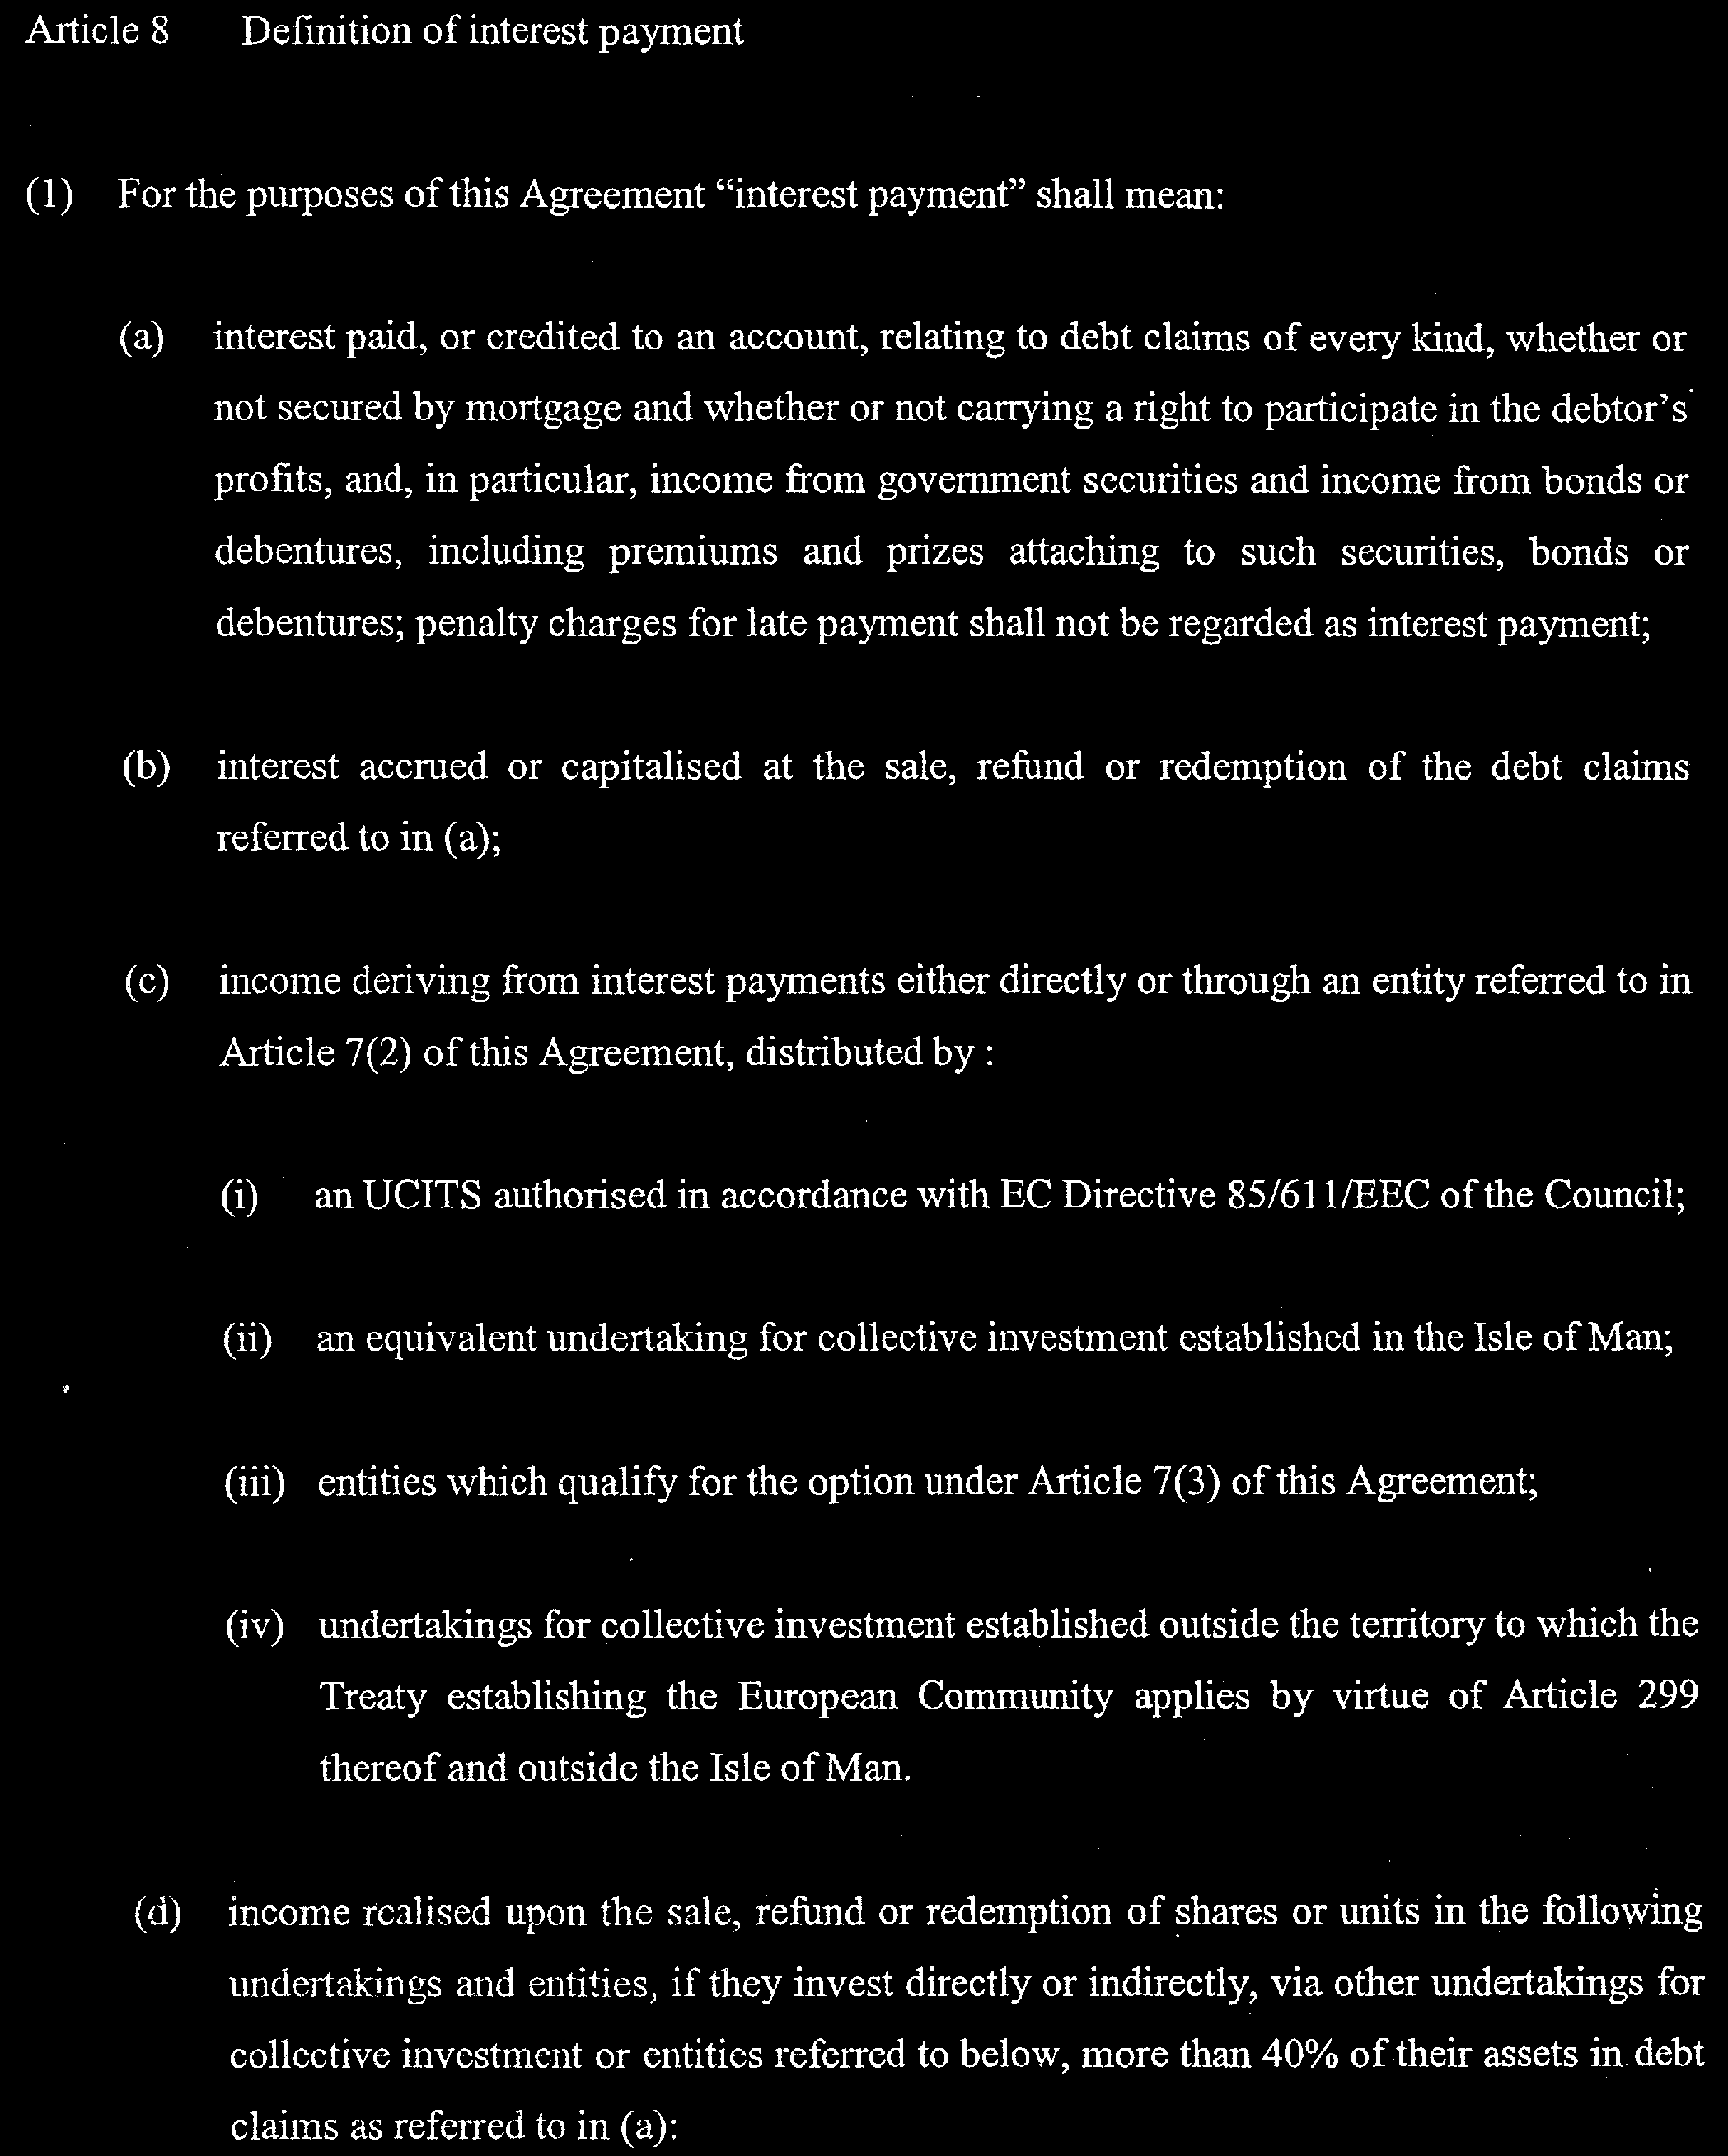 Article 8 Definition of interest payment
(1) For the purposes of this Agreement “interest payment” shall mean:
(a) interest paid, or credited to an account, relating to debt claims of every kind, whether or
not secured by mortgage and whether or not carrying a right to participate in the debtor’s
profits, and, in particular, income from government securities and income from bonds or
debentures, including premiums and prizes attaching to such securities, bonds or
debentures; penalty charges for late payment shall not be regarded as interest payment;
(b) interest accrued or capitalised at the sale, refund or redemption of the debt claims
referred to in (a);
(c) income deriving from interest payments either directly or through an entity referred to in
Article 7(2) of this Agreement, distributed by :
(i) an UCITS authorised in accordance with EC Directive 85/611/EEC of the Council;
(ii) an equivalent undertaking for collective investment established in the Isle of Man;
(iii) entities which qualify for the option under Article 7(3) of this Agreement;
(iv) undertakings for collective investment established outside the territory to which the
Treaty establishing the European Community applies by virtue of Article 299
thereof and outside the Isle of Man.
(d) income realised upon the sale, refund or redemption of shares or units in the following
undertakings and entities, if they invest directly or indirectly, via other undertakings for
collective investment or entities referred to below, more than 40% of their assets in debt
claims as referred to in (a):